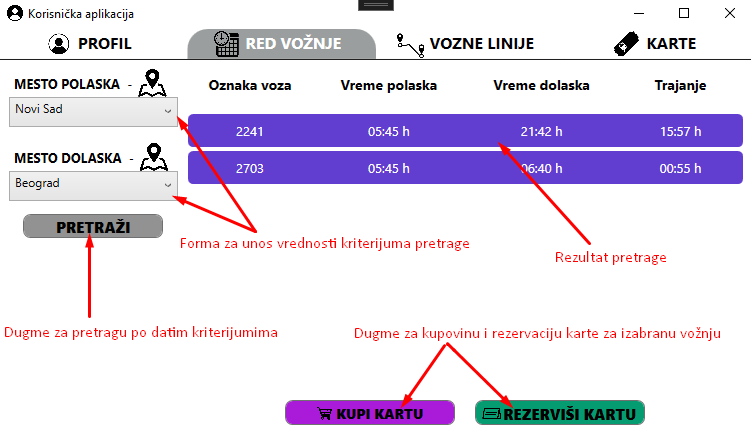 Korisnička aplikacija
PROFIL
RED VOŽNJE
VOZNE LINIJE
KARTE
MESTO POLASKA -
Novi Sad
MESTO DOLASKA -
Beograd
PRETRAŽI
Oznaka voza Vreme polaska Vreme dolaska Trajanje
2241 05:45 h 21:42 h 15:57 h
2703 05:45 h 06:40 h 00:55 h
Forma za unos vrednosti kriterijuma pretrage
Rezultat pretrage
Dugme za pretragu po datim kriterijumima
Dugme za kupovinu i rezervaciju karte za izabranu vožnju
KUPI KARTU
REZERVIŠI KARTU